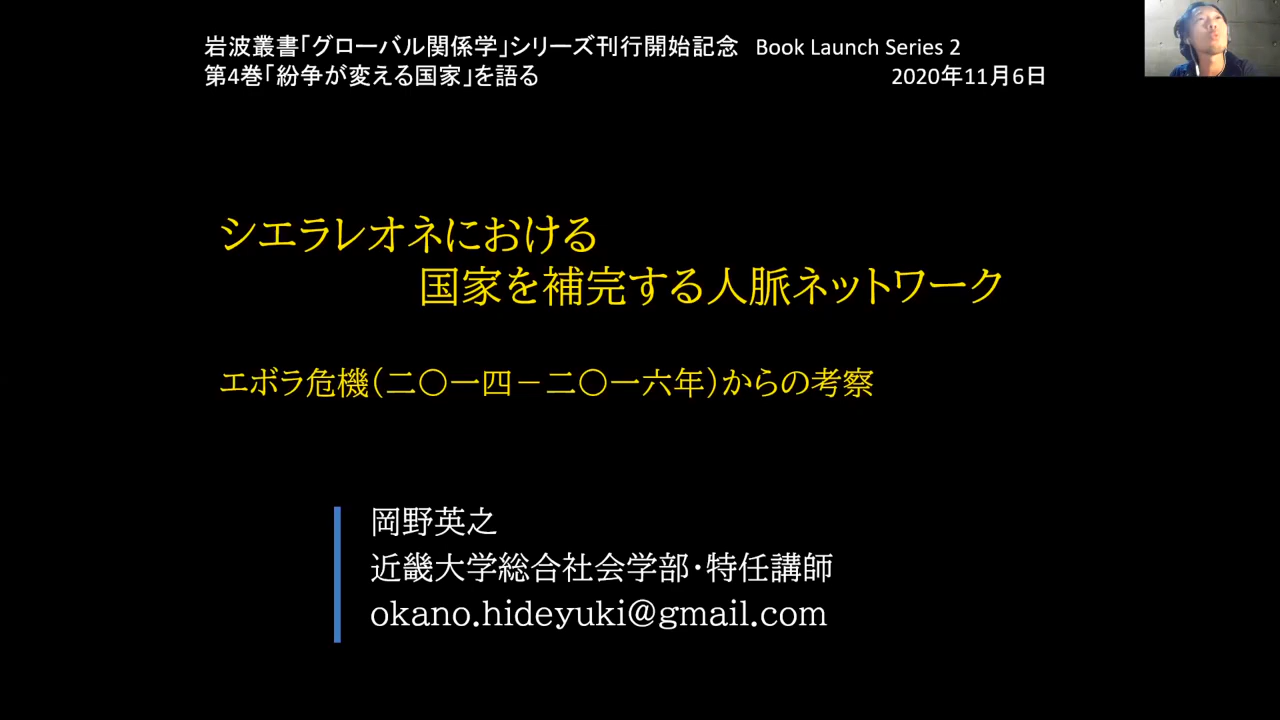 岩波叢書「グローバル関係学」シリーズ刊行開始記念 Book Launch Series 2
第4巻「紛争が変える国家」を語る 2020年11月6日
シエラレオネにおける
国家を補完する人脈ネットワーク
エボラ危機（二〇一四－二〇一六年）からの考察
岡野英之
近畿大学総合社会学部・特任講師
okano.hideyuki@gmail.com